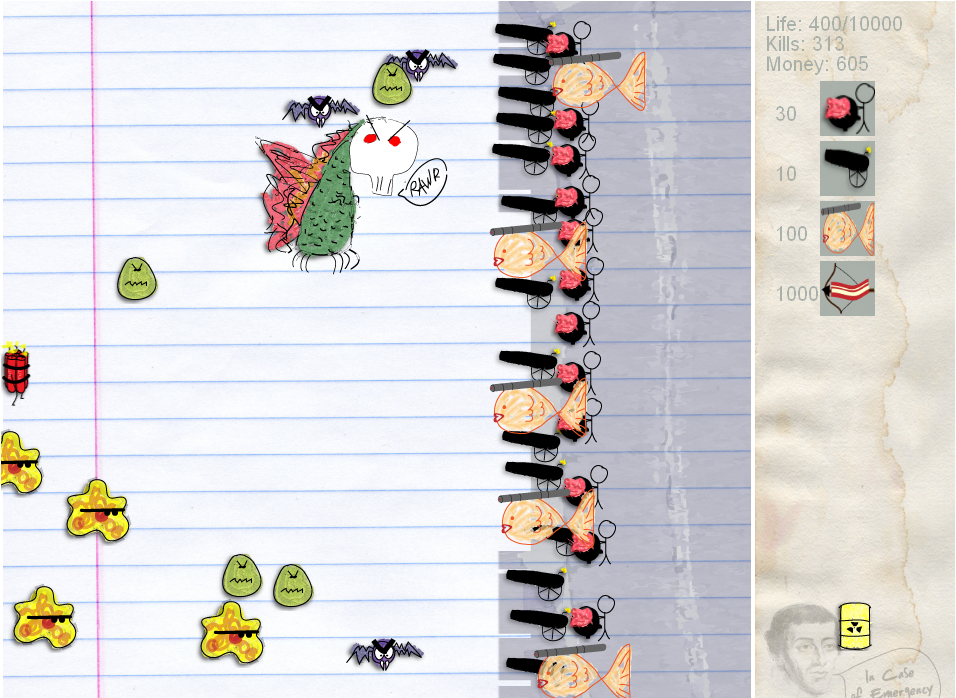 Life: 400/10000
Kills: 313
Money: 605
30
10
100
1000
RAWR
In Case
of Emergency